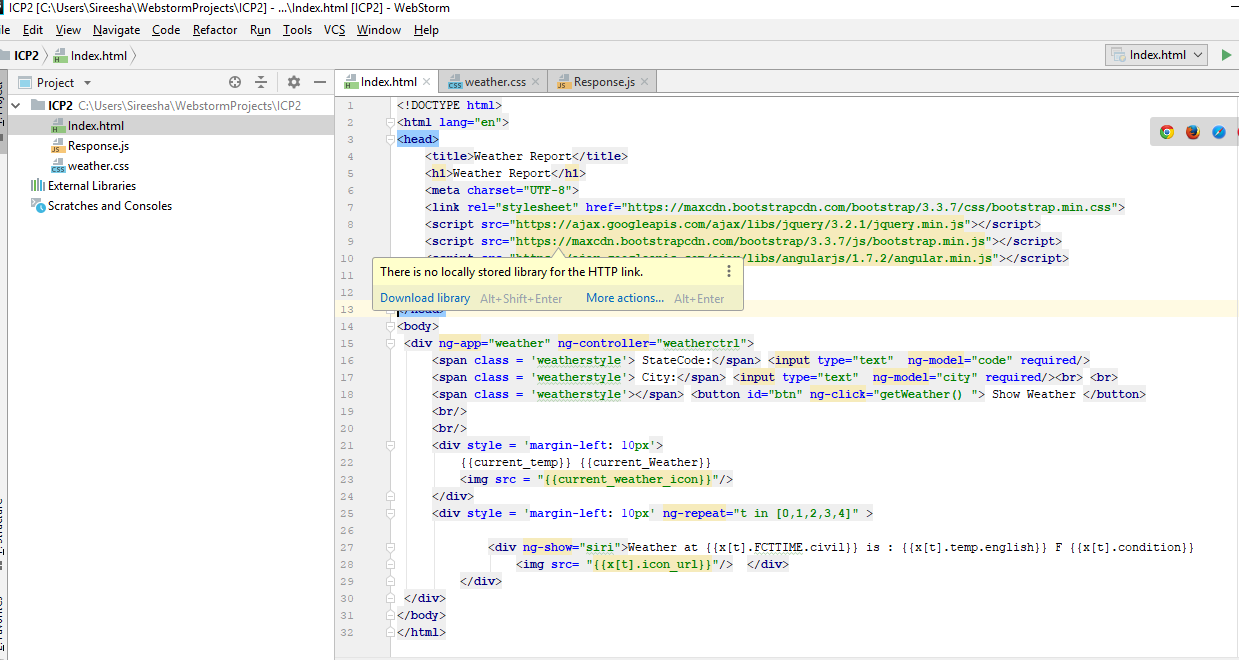 ICP2 [C:\Users\Sireesha\WebstormProjects\ICP2] - ...\Index.html [ICP2] - WebStorm
Edit View Navigate Code Refactor Run Tools VCS Window Help
ICP2 Index.html Index.html
Project
Index.html weather.css Response.js
ICP2 C:\Users\Sireesha\WebstormProjects\ICP2
Index.html
Response.js
weather.css
External Libraries
Scratches and Consoles
1 <!DOCTYPE html>
2 <html lang="en">
3 <head>
4 <title>Weather Report</title>
5 <h1>Weather Report</h1>
6 <meta charset="UTF-8">
7 <link rel="stylesheet" href="https://maxcdn.bootstrapcdn.com/bootstrap/3.3.7/css/bootstrap.min.css">
8 <script src="https://ajax.googleapis.com/ajax/libs/jquery/3.2.1/jquery.min.js"></script>
9 <script src="https://maxcdn.bootstrapcdn.com/bootstrap/3.3.7/js/bootstrap.min.js"></script>
10 <script src="https://ajax.googleapis.com/ajax/libs/angularjs/1.7.2/angular.min.js"></script>
There is no locally stored library for the HTTP link.
11
Download library Alt+Shift+Enter More actions... Alt+Enter
12
13 </head>
14 <body>
15 <div ng-app="weather" ng-controller="weatherctrl">
16 <span class = 'weatherstyle'> StateCode:</span> <input type="text" ng-model="code" required/>
17 <span class = 'weatherstyle'> City:</span> <input type="text" ng-model="city" required/><br> <br>
18 <span class = 'weatherstyle'></span> <button id="btn" ng-click="getWeather() "> Show Weather </button>
19 <br/>
20 <br/>
21 <div style = 'margin-left: 10px'>
22 {{current_temp}} {{current_Weather}}
23 <img src = "{{current_weather_icon}}"/>
24 </div>
25 <div style = 'margin-left: 10px' ng-repeat="t in [0,1,2,3,4]" >
26
27 <div ng-show="siri">Weather at {{x[t].FCTTIME.civil}} is : {{x[t].temp.english}} F {{x[t].condition}}
28 <img src= "{{x[t].icon_url}}"/> </div>
29 </div>
30 </div>
31 </body>
32 </html>